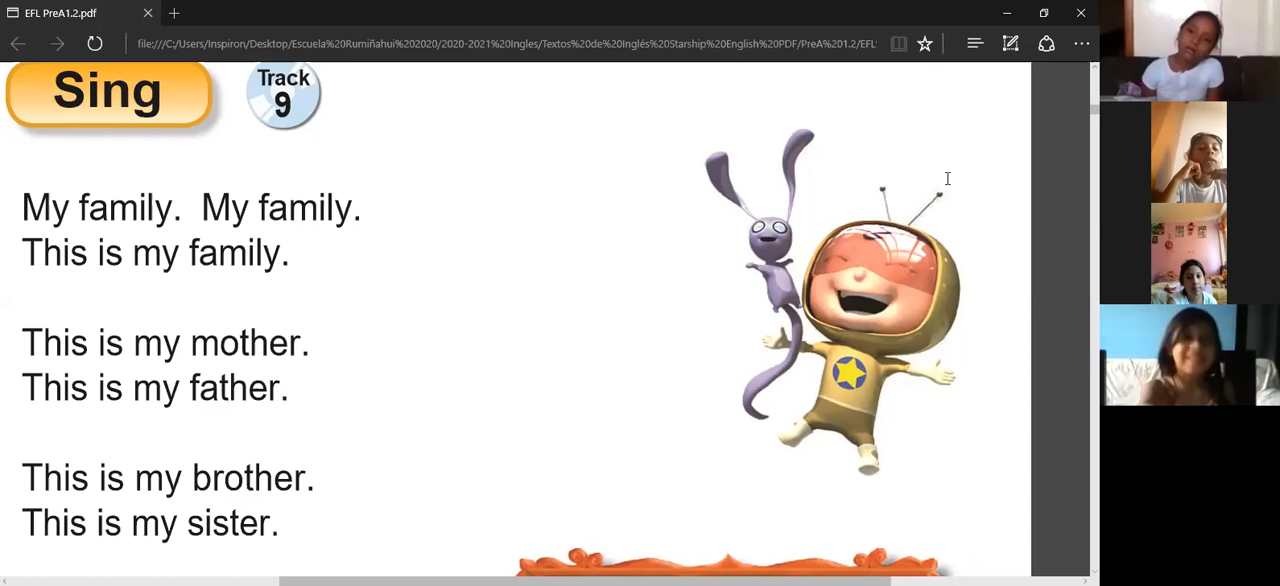 EFL PreA1.2.pdf
file:///C:/Users/Inspiron/Desktop/Escuela%20Rumiñahui%202020/2020-2021%20Ingles/Textos%20de%20Inglés%20Starship%20English%20PDF/PreA%201.2/EFL'
Sing
Track
9
My family. My family.
This is my family.
This is my mother.
This is my father.
This is my brother.
This is my sister.